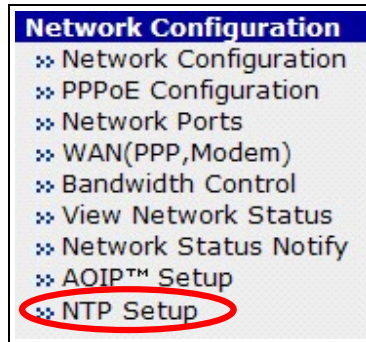 Network Configuration
» Network Configuration
» PPPoE Configuration
» Network Ports
» WAN(PPP,Modem)
» Bandwidth Control
» View Network Status
» Network Status Notify
» AOIP™ Setup
» NTP Setup